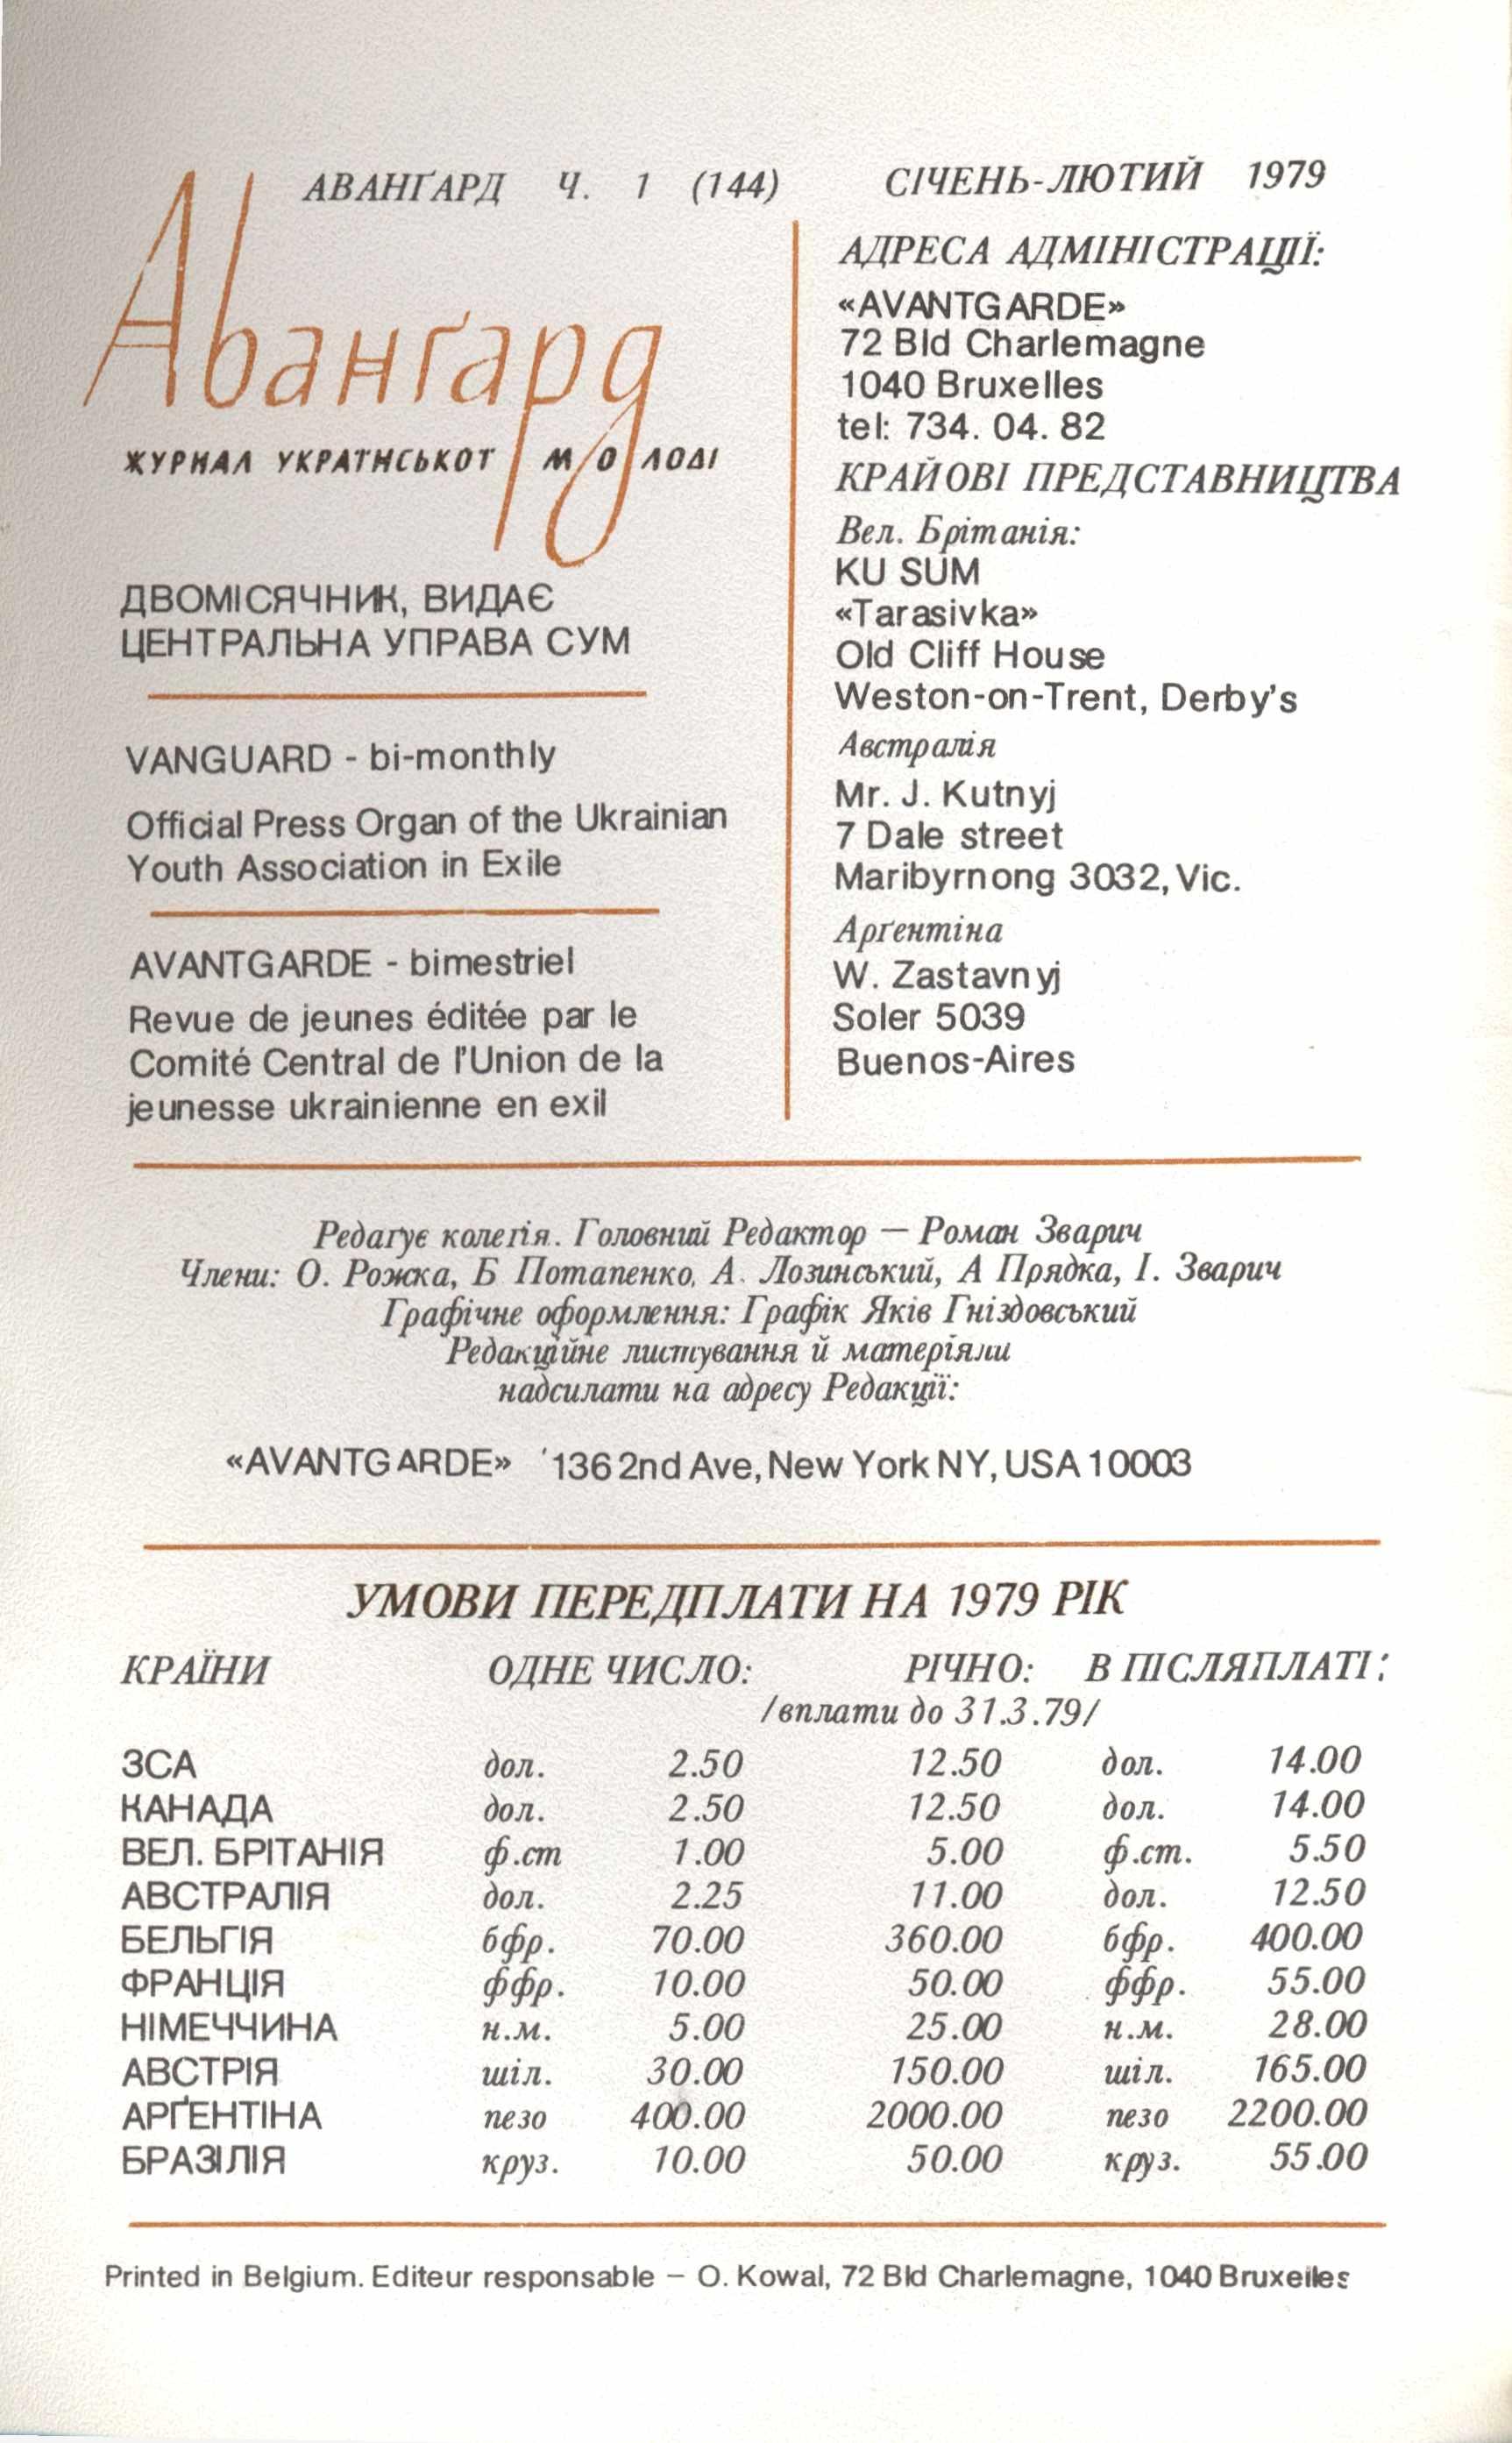 АВАНҐАРД Ч. 1 (144) СІЧЕНЬ-ЛЮТИЙ 1979
Авангард
ЖУРНАЛ УКРАЇНСЬКОЇ МОЛОДІ
ДВОМІСЯЧНИК, ВИДАЄ
ЦЕНТРАЛЬНА УПРАВА СУМ
VANGUARD - bi-monthly
Official Press Organ of the Ukrainian
Youth Association in Exile
AVANTGARDE - bimestriel
Revue de jeunes éditée par le
Comité Central de l'Union de la
jeunesse ukrainienne en exil
АДРЕСА АДМІНІСТРАЦІЇ:
«AVANTGARDE»
72 Bld Charlemagne
1040 Bruxelles
tel: 734. 04. 82
КРАЙОВІ ПРЕДСТАВНИЦТВА
Вел. Брітанія:
KU SUM
«Tarasivka»
Old Cliff House
Weston-on-Trent, Derby's
Австралія
Mr. J. Kutnyj
7 Dale street
Maribyrnong 3032, Vic.
Арґентіна
W. Zastavnyj
Soler 5039
Buenos-Aires
Редаґує колеґія. Головний Редактор — Роман Зварич
Члени: О. Рожка, Б Потапенко, А. Лозинський, А Прядка, І. Зварич
Графічне оформлення: Графік Яків Гніздовський
Редакційне листування й матеріяли
надсилати на адресу Редакції:
«AVANTGARDE» 136 2nd Ave, New York NY, USA 10003
УМОВИ ПЕРЕДПЛАТИ НА 1979 РІК
КРАЇНИ ОДНЕ ЧИСЛО: РІЧНО: В ПІСЛЯПЛАТІ:
/вплати до 31.3.79/
ЗСА дол. 2.50 12.50 дол. 14.00
КАНАДА дол. 2.50 12.50 дол. 14.00
ВЕЛ. БРІТАНІЯ ф.ст 1.00 5.00 ф.ст. 5.50
АВСТРАЛІЯ дол. 2.25 11.00 дол. 12.50
БЕЛЬГІЯ бфр. 70.00 360.00 бфр. 400.00
ФРАНЦІЯ ффр. 10.00 50.00 ффр. 55.00
НІМЕЧЧИНА н.м. 5.00 25.00 н.м. 28.00
АВСТРІЯ шіл. 30.00 150.00 шіл. 165.00
АРҐЕНТІНА пезо 400.00 2000.00 пезо 2200.00
БРАЗІЛІЯ круз. 10.00 50.00 круз. 55.00
Printed in Belgium. Editeur responsable – O. Kowal, 72 Bld Charlemagne, 1040 Bruxelles